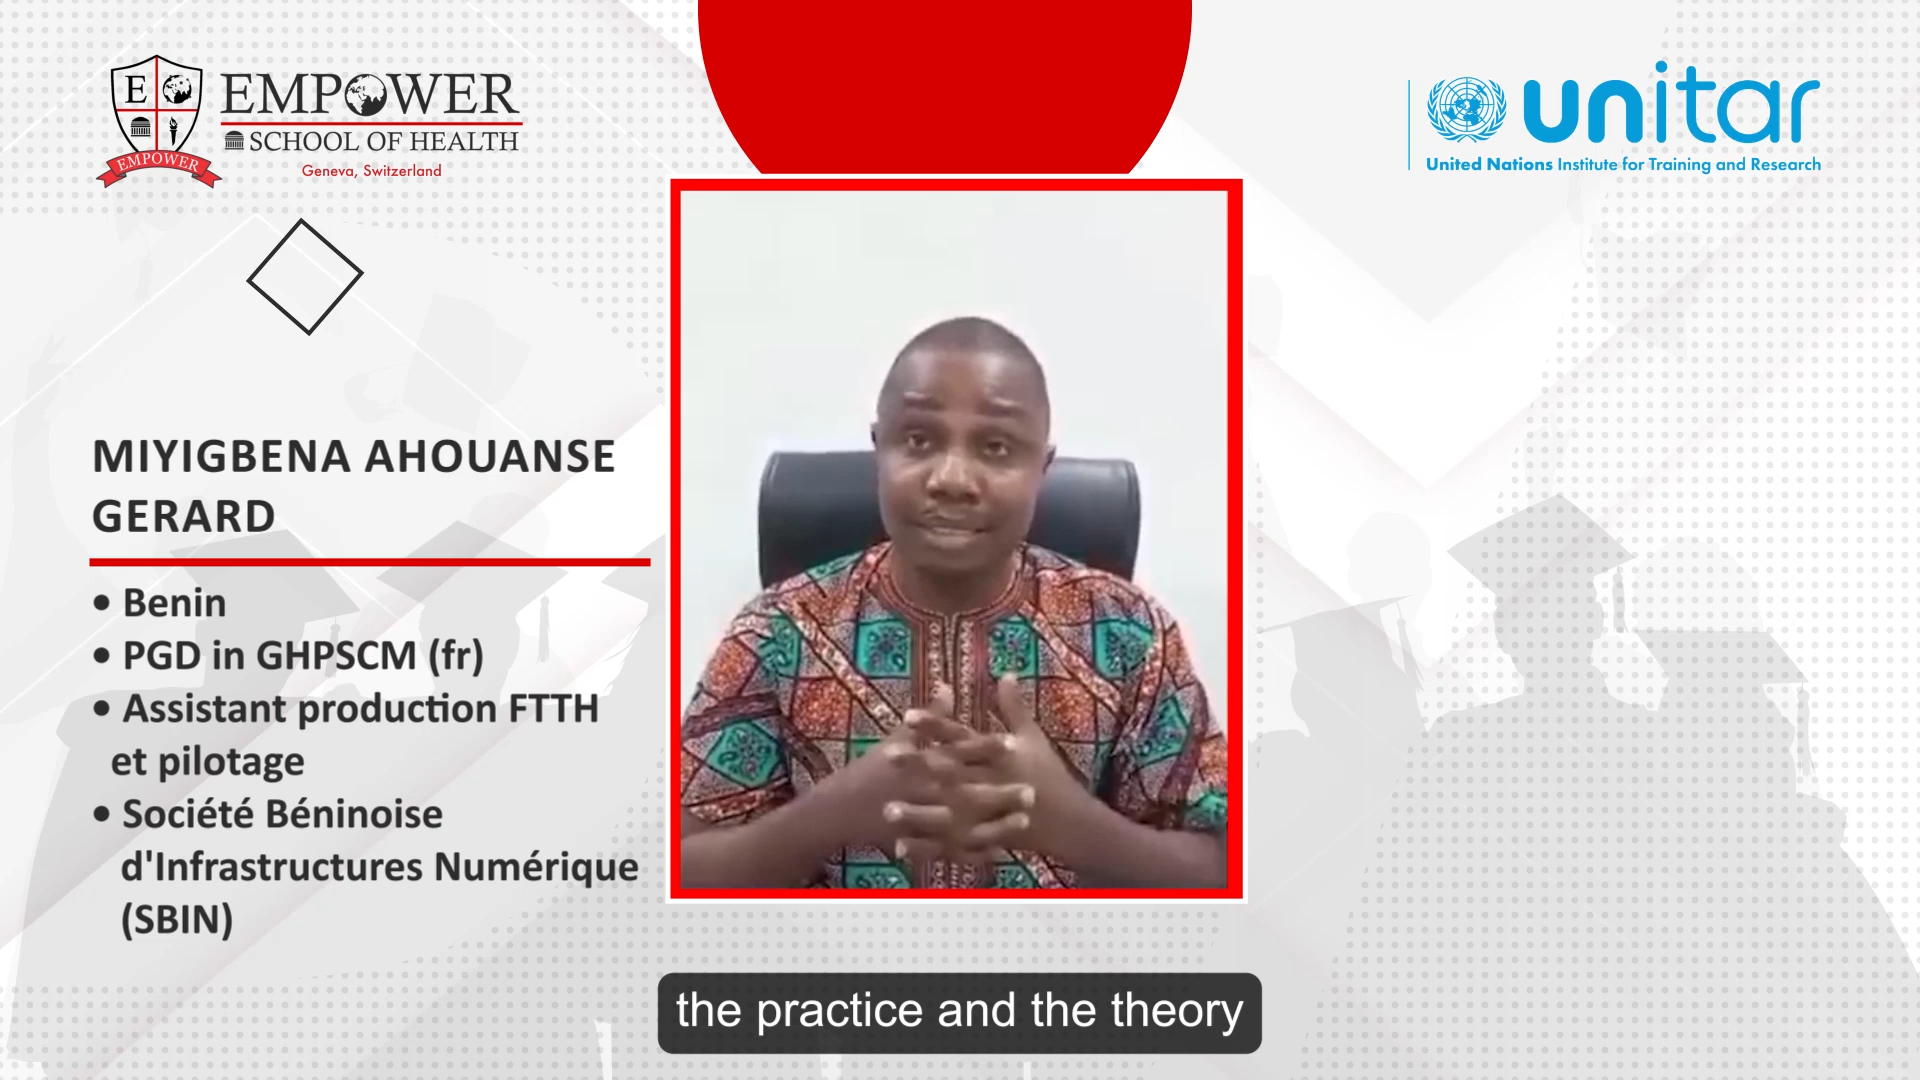 E
EMPOWER
EMPOWER
SCHOOL OF HEALTH
Geneva, Switzerland
unitar
United Nations Institute for Training and Research
MIYIGBENA AHOUANSE
GERARD
• Benin
• PGD in GHPSCM (fr)
• Assistant production FTTH
et pilotage
• Société Béninoise
d'Infrastructures Numérique
(SBIN)
the practice and the theory